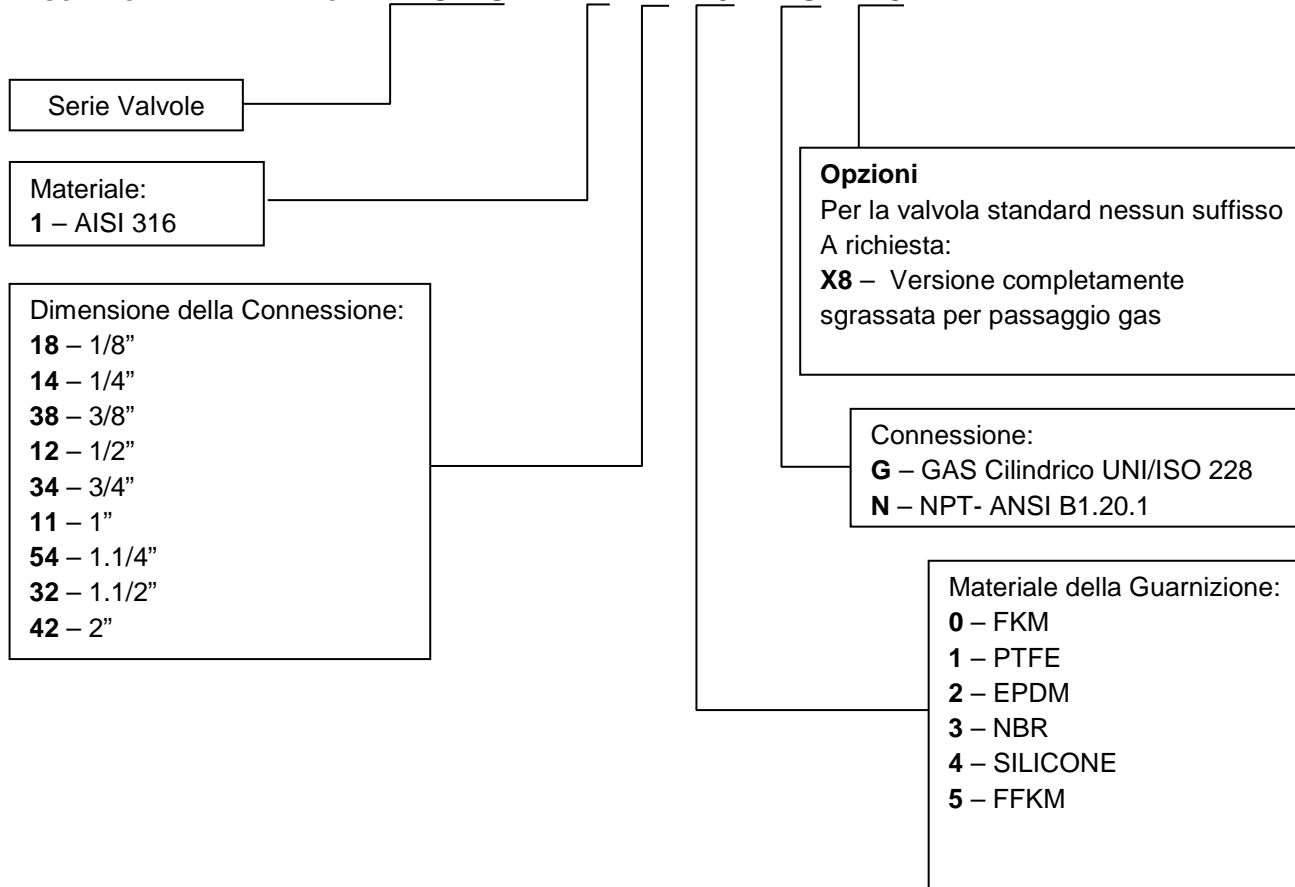 Serie Valvole
Materiale:
1 – AISI 316
Dimensione della Connessione:
18 – 1/8”
14 – 1/4”
38 – 3/8”
12 – 1/2”
34 – 3/4”
11 – 1”
54 – 1.1/4”
32 – 1.1/2”
42 – 2”
Opzioni
Per la valvola standard nessun suffisso
A richiesta:
X8 – Versione completamente
sgrassata per passaggio gas
Connessione:
G – GAS Cilindrico UNI/ISO 228
N – NPT- ANSI B1.20.1
Materiale della Guarnizione:
0 – FKM
1 – PTFE
2 – EPDM
3 – NBR
4 – SILICONE
5 – FFKM